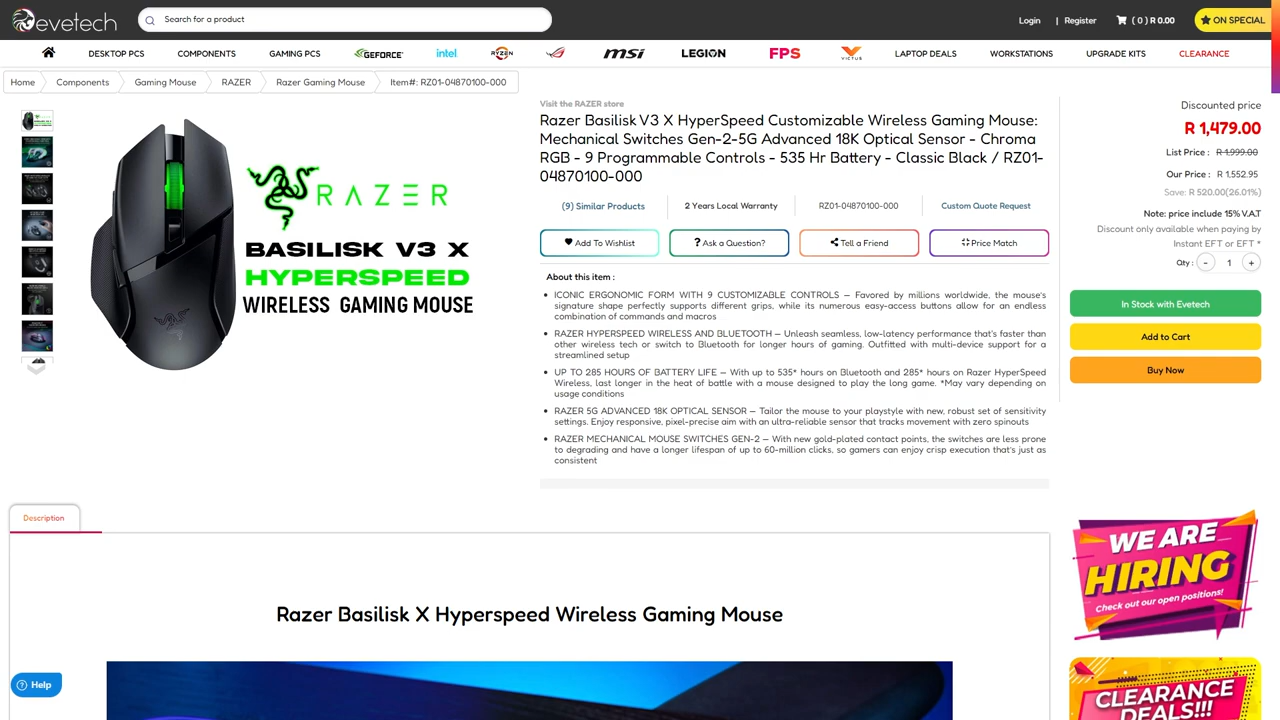 evetech
Search for a product
Login | Register ( 0 ) R 0.00 ON SPECIAL
DESKTOP PCS COMPONENTS GAMING PCS GEFORCE intel RYZEN msi LEGION FPS VICTUS LAPTOP DEALS WORKSTATIONS UPGRADE KITS CLEARANCE
Home Components Gaming Mouse RAZER Razer Gaming Mouse Item#: RZ01-04870100-000
RAZER
BASILISK V3 X
HYPERSPEED
WIRELESS GAMING MOUSE
Visit the RAZER store
Razer Basilisk V3 X HyperSpeed Customizable Wireless Gaming Mouse:
Mechanical Switches Gen-2-5G Advanced 18K Optical Sensor - Chroma
RGB - 9 Programmable Controls - 535 Hr Battery - Classic Black / RZ01-
04870100-000
(9) Similar Products 2 Years Local Warranty RZ01-04870100-000 Custom Quote Request
Add To Wishlist ? Ask a Question? Tell a Friend Price Match
About this item :
• ICONIC ERGONOMIC FORM WITH 9 CUSTOMIZABLE CONTROLS — Favored by millions worldwide, the mouse's
signature shape perfectly supports different grips, while its numerous easy-access buttons allow for an endless
combination of commands and macros
• RAZER HYPERSPEED WIRELESS AND BLUETOOTH — Unleash seamless, low-latency performance that's faster than
other wireless tech or switch to Bluetooth for longer hours of gaming. Outfitted with multi-device support for a
streamlined setup
• UP TO 285 HOURS OF BATTERY LIFE — With up to 535* hours on Bluetooth and 285* hours on Razer HyperSpeed
Wireless, last longer in the heat of battle with a mouse designed to play the long game. *May vary depending on
usage conditions
• RAZER 5G ADVANCED 18K OPTICAL SENSOR — Tailor the mouse to your playstyle with new, robust set of sensitivity
settings. Enjoy responsive, pixel-precise aim with an ultra-reliable sensor that tracks movement with zero spinouts
• RAZER MECHANICAL MOUSE SWITCHES GEN-2 — With new gold-plated contact points, the switches are less prone
to degrading and have a longer lifespan of up to 60-million clicks, so gamers can enjoy crisp execution that's just as
consistent
Discounted price
R 1,479.00
List Price : R 1,999.00
Our Price : R 1,552.95
Save: R 520.00(26.01%)
Note: price include 15% V.A.T
Discount only available when paying by
Instant EFT or EFT *
Qty : - 1 +
In Stock with Evetech
Add to Cart
Buy Now
Description
Razer Basilisk X Hyperspeed Wireless Gaming Mouse
WE ARE
HIRING
Check out our open positions!
CLEARANCE
DEALS!!!
Help